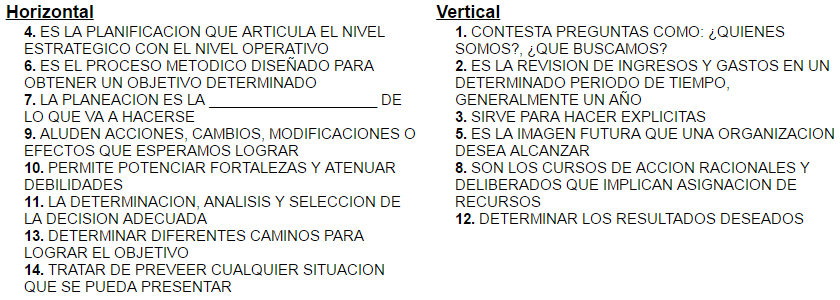 Horizontal
4. ES LA PLANIFICACION QUE ARTICULA EL NIVEL
ESTRATEGICO CON EL NIVEL OPERATIVO
6. ES EL PROCESO METODICO DISEÑADO PARA
OBTENER UN OBJETIVO DETERMINADO
7. LA PLANEACION ES LA ____________________ DE
LO QUE VA A HACERSE
9. ALUDEN ACCIONES, CAMBIOS, MODIFICACIONES O
EFECTOS QUE ESPERAMOS LOGRAR
10. PERMITE POTENCIAR FORTALEZAS Y ATENUAR
DEBILIDADES
11. LA DETERMINACION, ANALISIS Y SELECCION DE
LA DECISION ADECUADA
13. DETERMINAR DIFERENTES CAMINOS PARA
LOGRAR EL OBJETIVO
14. TRATAR DE PREVEER CUALQUIER SITUACION
QUE SE PUEDA PRESENTAR
Vertical
1. CONTESTA PREGUNTAS COMO: ¿QUIENES
SOMOS?, ¿QUE BUSCAMOS?
2. ES LA REVISION DE INGRESOS Y GASTOS EN UN
DETERMINADO PERIODO DE TIEMPO,
GENERALMENTE UN AÑO
3. SIRVE PARA HACER EXPLICITAS
5. ES LA IMAGEN FUTURA QUE UNA ORGANIZACION
DESEA ALCANZAR
8. SON LOS CURSOS DE ACCION RACIONALES Y
DELIBERADOS QUE IMPLICAN ASIGNACION DE
RECURSOS
12. DETERMINAR LOS RESULTADOS DESEADOS